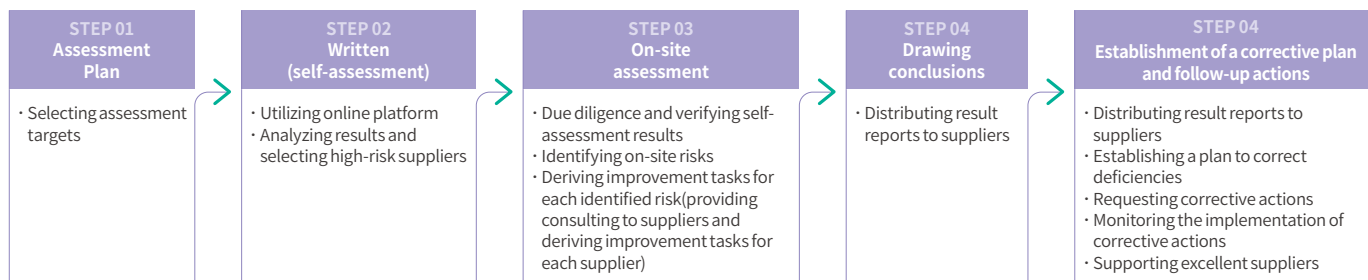 STEP 01
Assessment
Plan
· Selecting assessment
targets
STEP 02
Written
(self-assessment)
· Utilizing online platform
· Analyzing results and
selecting high-risk suppliers
STEP 03
On-site
assessment
· Due diligence and verifying self-
assessment results
· Identifying on-site risks
· Deriving improvement tasks for
each identified risk(providing
consulting to suppliers and
deriving improvement tasks for
each supplier)
STEP 04
Drawing
conclusions
· Distributing result
reports to suppliers
STEP 04
Establishment of a corrective plan
and follow-up actions
· Distributing result reports to
suppliers
· Establishing a plan to correct
deficiencies
· Requesting corrective actions
· Monitoring the implementation of
corrective actions
· Supporting excellent suppliers